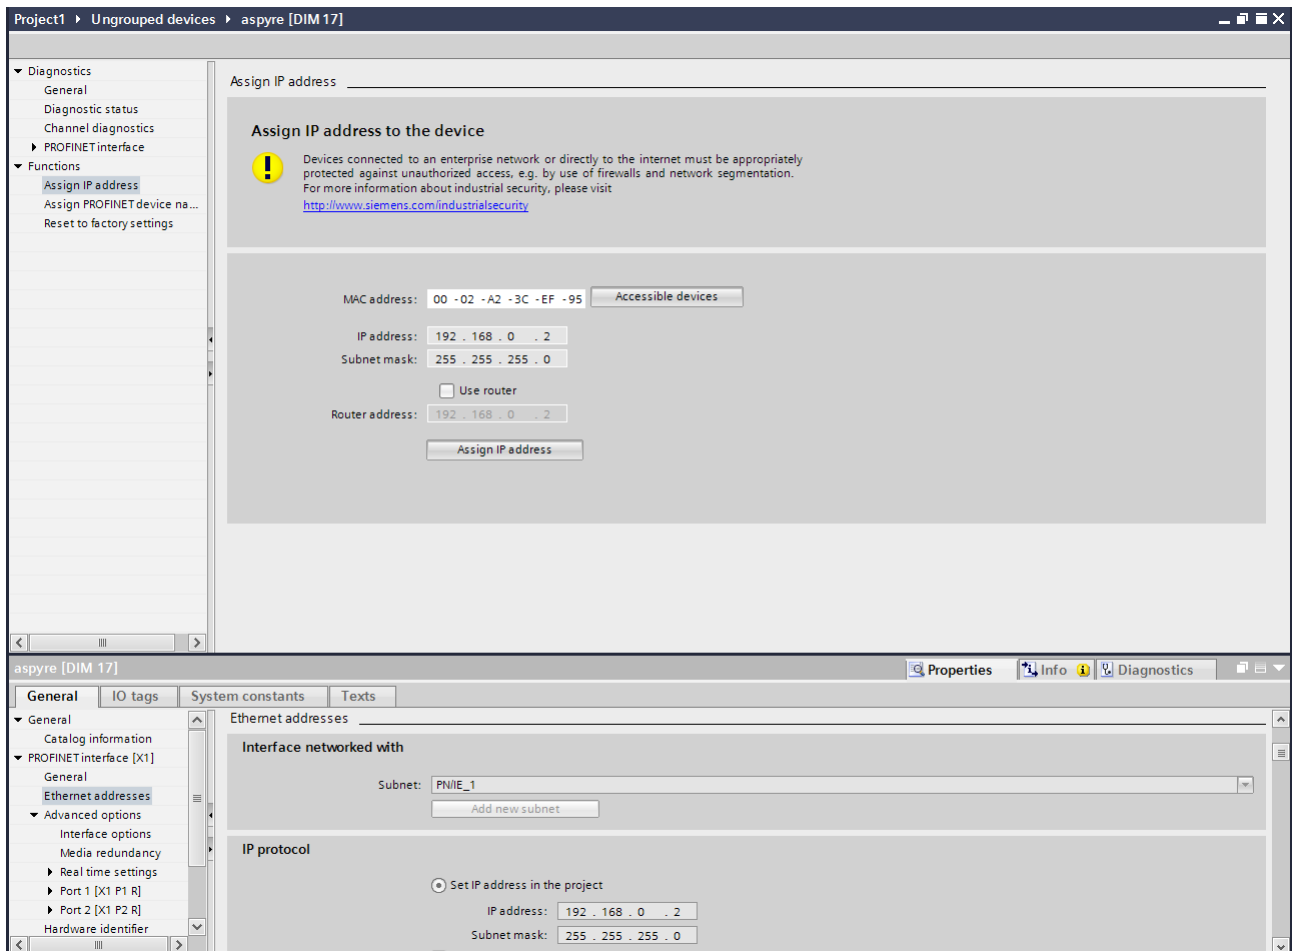 Project1 ▸ Ungrouped devices ▸ aspyre [DIM 17]
Diagnostics
General
Diagnostic status
Channel diagnostics
PROFINET interface
Functions
Assign IP address
Assign PROFINET device na...
Reset to factory settings
Assign IP address
Assign IP address to the device
Devices connected to an enterprise network or directly to the internet must be appropriately
protected against unauthorized access, e.g. by use of firewalls and network segmentation.
For more information about industrial security, please visit
http://www.siemens.com/industrialsecurity
MAC address: 00 -02 -A2 -3C -EF -95 Accessible devices
IP address: 192 . 168 . 0 . 2
Subnet mask: 255 . 255 . 255 . 0
Use router
Router address: 192 . 168 . 0 . 2
Assign IP address
aspyre [DIM 17] Properties Info Diagnostics
General IO tags System constants Texts
General
Catalog information
PROFINET interface [X1]
General
Ethernet addresses
Advanced options
Interface options
Media redundancy
Real time settings
Port 1 [X1 P1 R]
Port 2 [X1 P2 R]
Hardware identifier
Ethernet addresses
Interface networked with
Subnet: PN/IE_1
Add new subnet
IP protocol
Set IP address in the project
IP address: 192 . 168 . 0 . 2
Subnet mask: 255 . 255 . 255 . 0